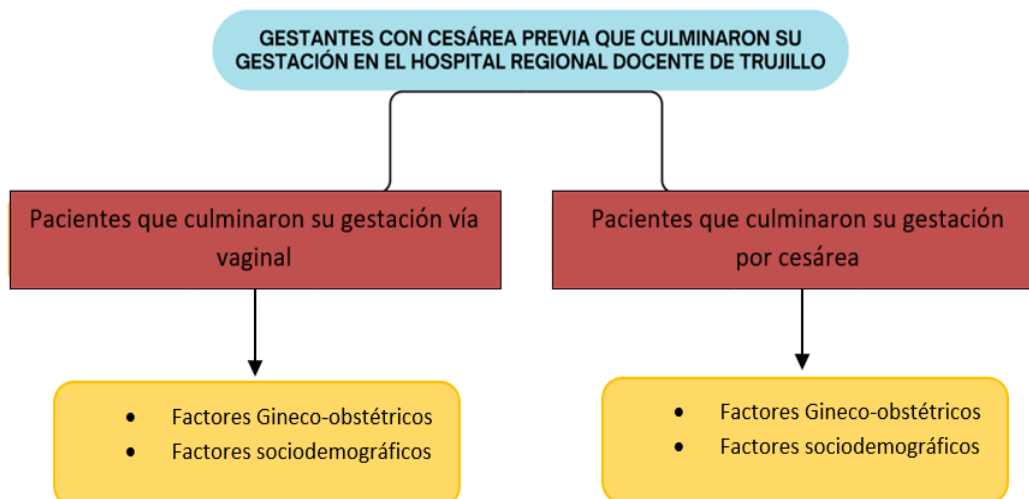 GESTANTES CON CESÁREA PREVIA QUE CULMINARON SU
GESTACIÓN EN EL HOSPITAL REGIONAL DOCENTE DE TRUJILLO
Pacientes que culminaron su gestación vía
vaginal
Pacientes que culminaron su gestación
por cesárea
• Factores Gineco-obstétricos
• Factores sociodemográficos
• Factores Gineco-obstétricos
• Factores sociodemográficos